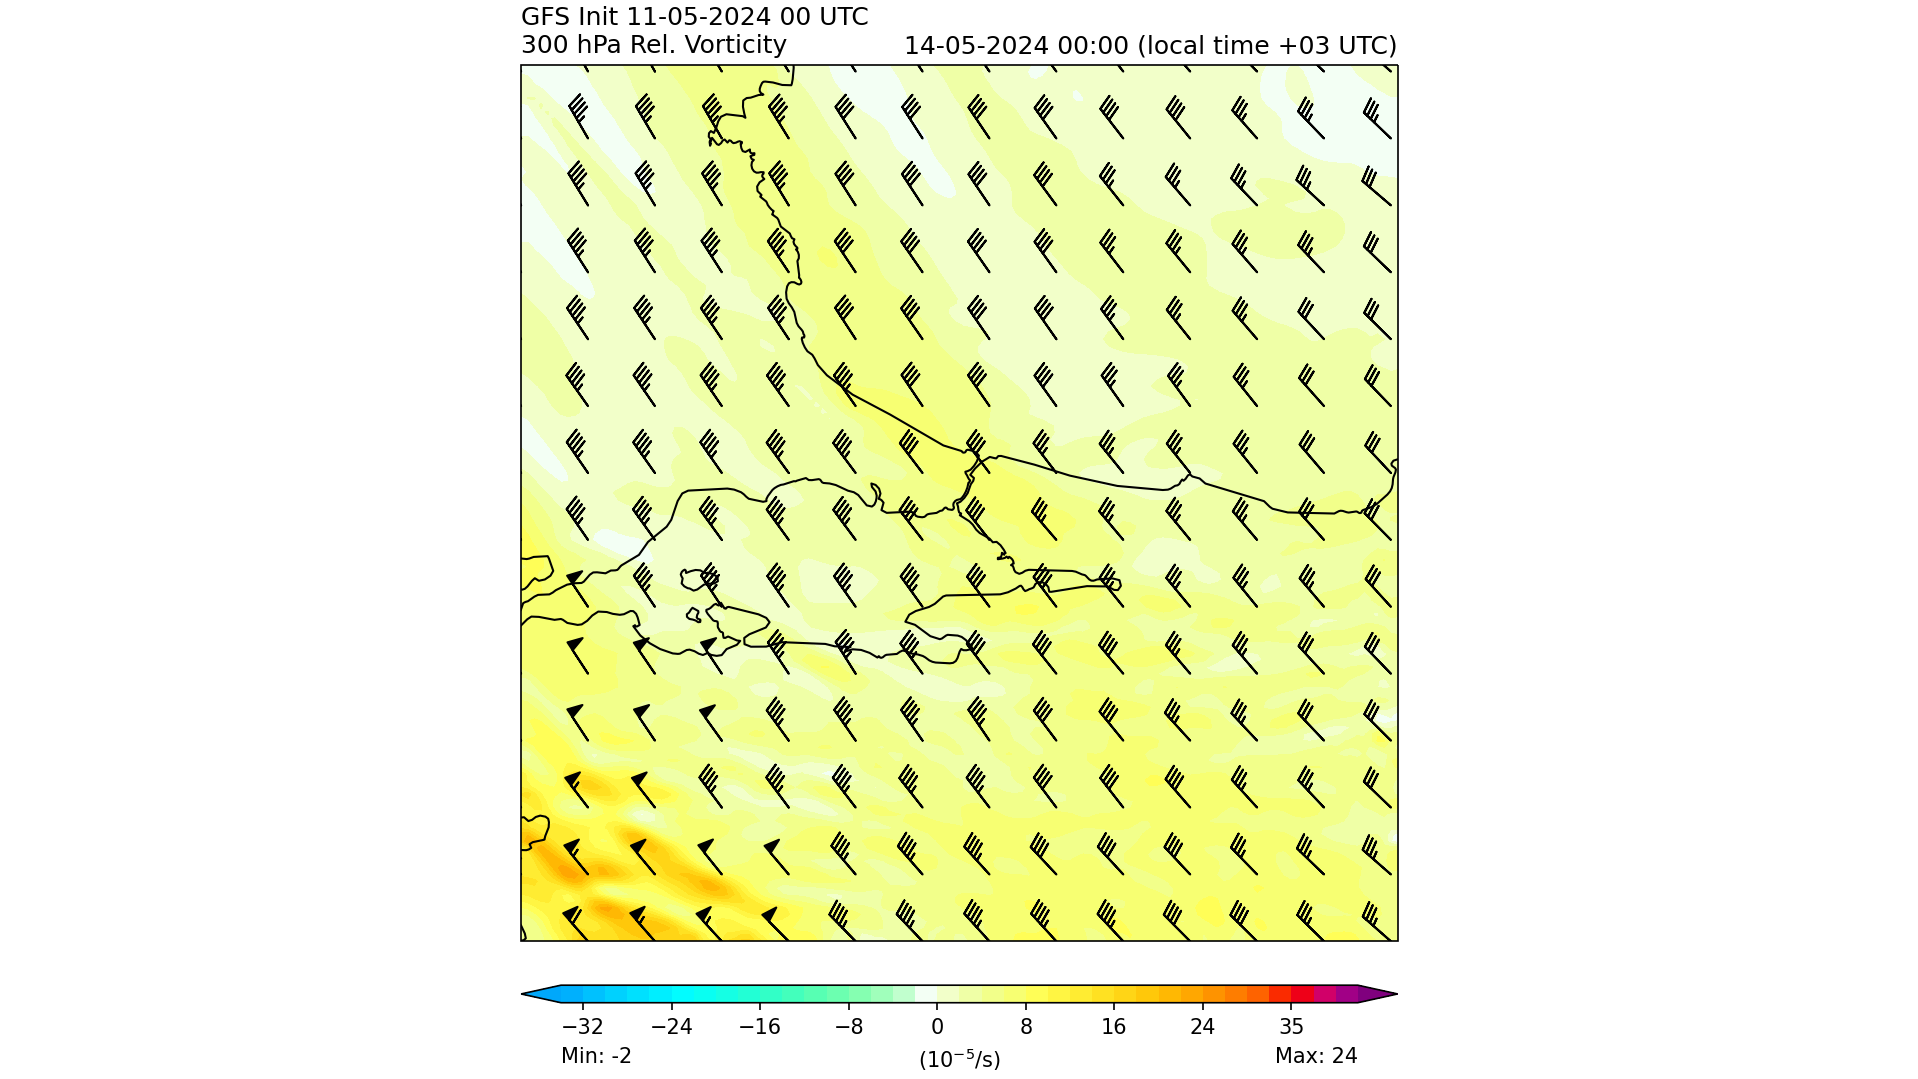 GFS Init 11-05-2024 00 UTC
300 hPa Rel. Vorticity
14-05-2024 00:00 (local time +03 UTC)
−32 −24 −16 −8 0 8 16 24 35
Min: -2
(10⁻⁵/s)
Max: 24